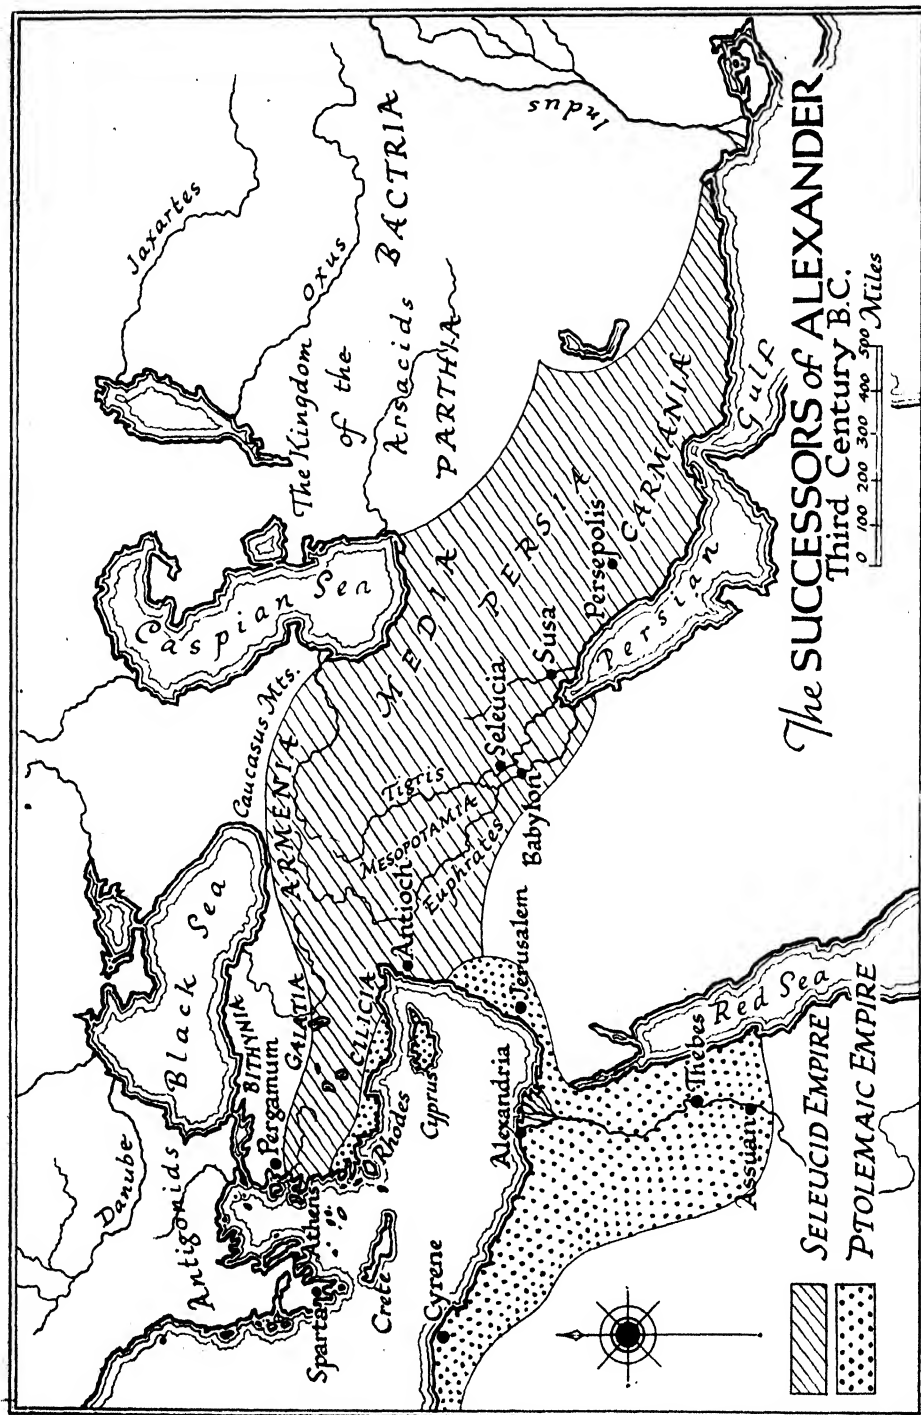 The SUCCESSORS of ALEXANDER
Third Century B.C.
0 100 200 300 400 500 Miles
SELEUCID EMPIRE
PTOLEMAIC EMPIRE
Danube
Antigonids
Black Sea
Caucasus Mts.
Caspian Sea
Jaxartes
Oxus
The Kingdom
of the
Arsacids
PARTHIA
BACTRIA
Indus
BITHYNIA
Pergamum
GALATIA
ARMENIA
CILICIA
Antioch
Tigris
MESOPOTAMIA
Euphrates
MEDIA
PERSIA
Seleucia
Babylon
Susa
Persepolis
CARMANIA
Persian Gulf
Athens
Sparta
Crete
Rhodes
Cyprus
Cyrene
Alexandria
Jerusalem
Thebes
Assuan
Red Sea